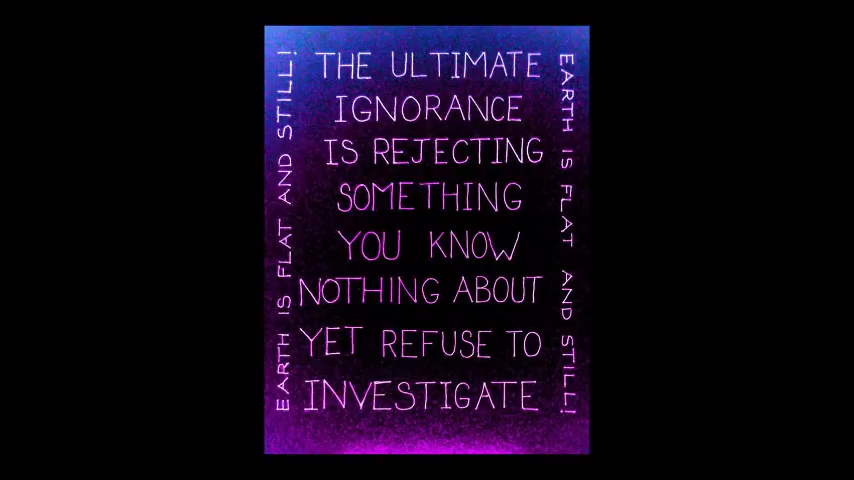 THE ULTIMATE
IGNORANCE
IS REJECTING
SOMETHING
YOU KNOW
NOTHING ABOUT
YET REFUSE TO
INVESTIGATE
EARTH IS FLAT AND STILL!
EARTH IS FLAT AND STILL!